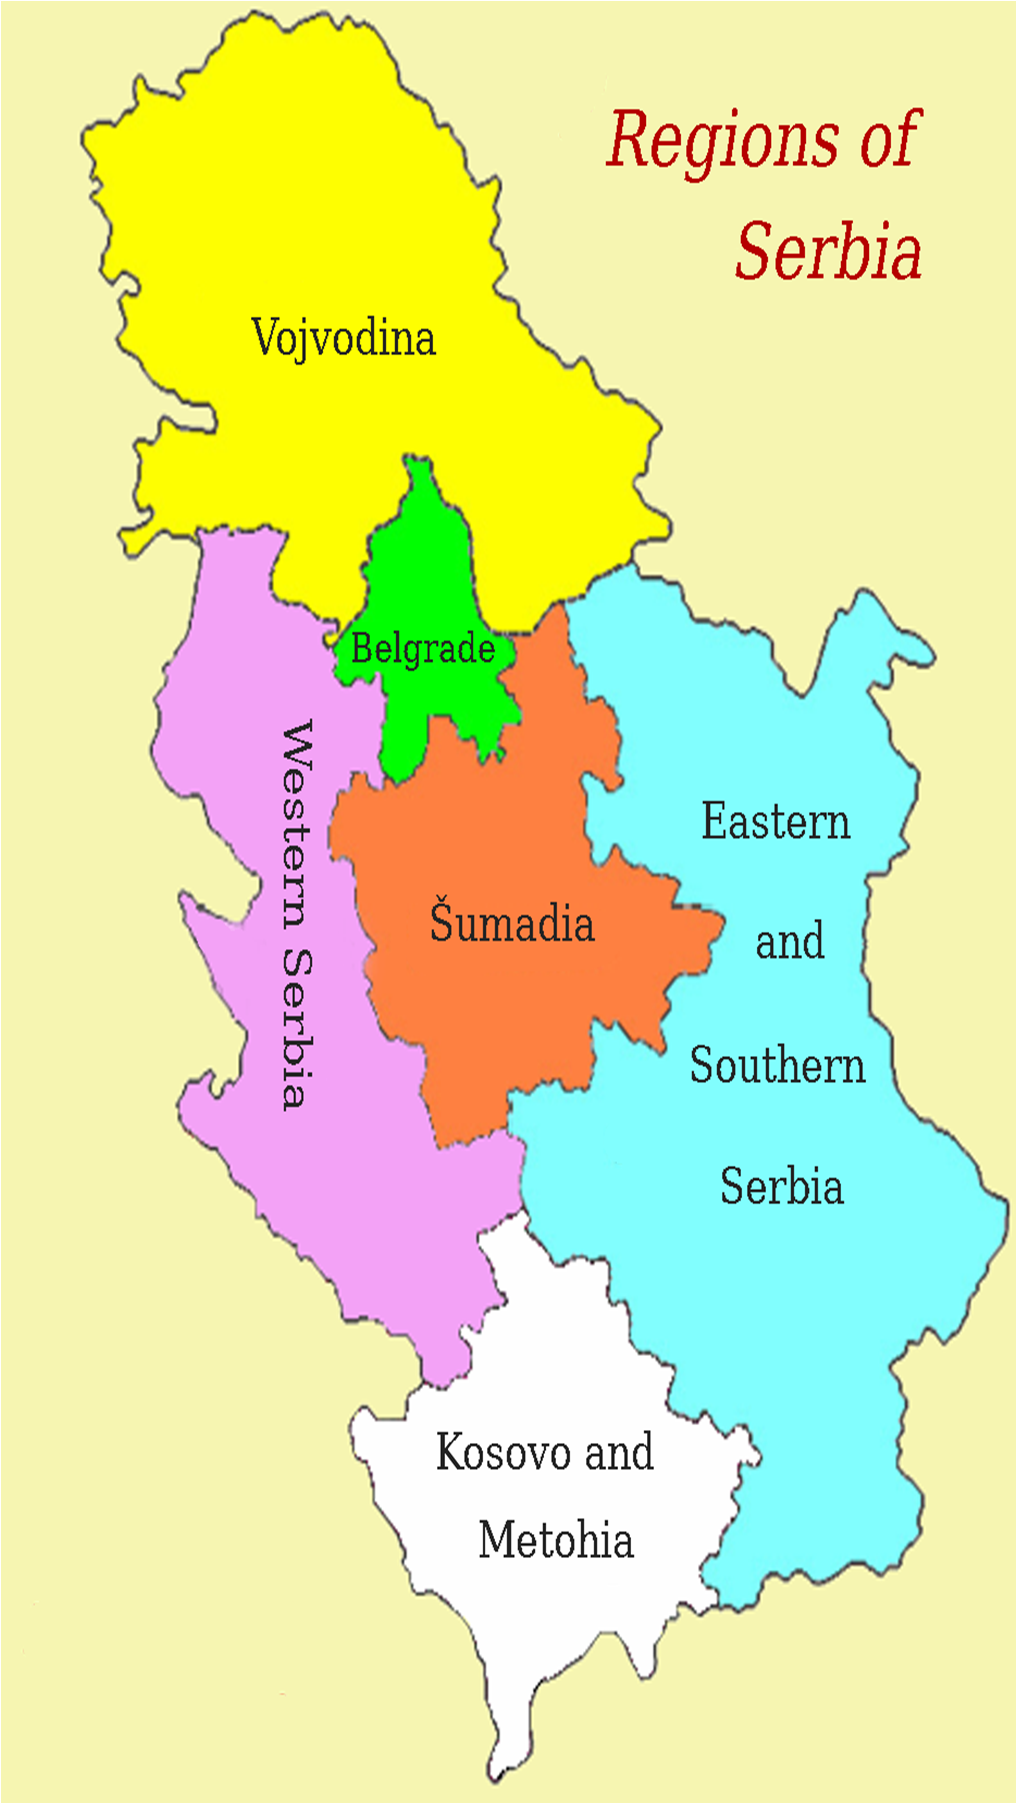 Regions of
Serbia
Vojvodina
Belgrade
Western Serbia
Eastern
and
Southern
Serbia
Šumadia
Kosovo and
Metohia